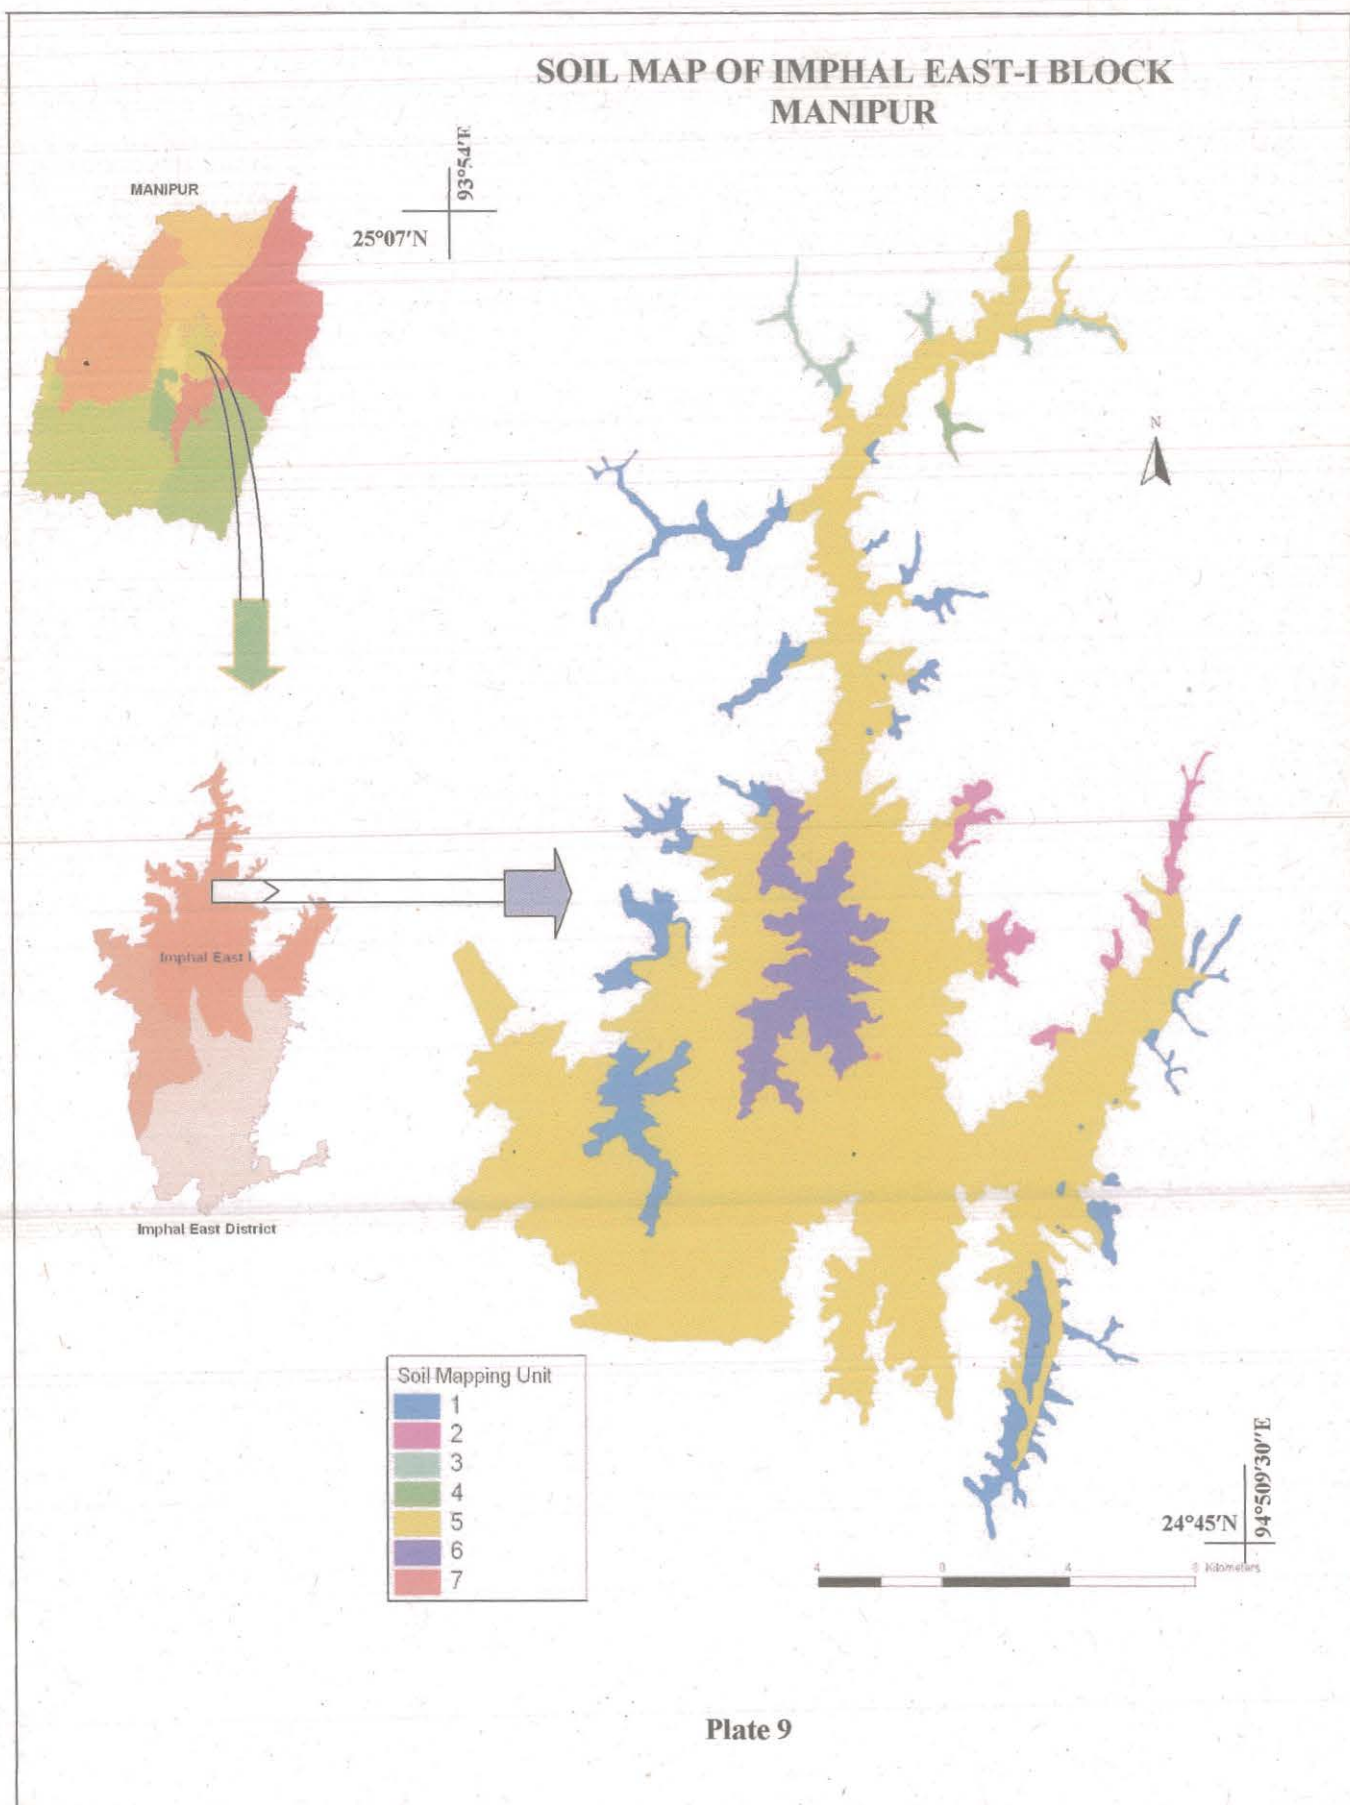 SOIL MAP OF IMPHAL EAST-I BLOCK
MANIPUR
MANIPUR
93°54'E
25°07'N
N
Imphal East I
Imphal East District
Soil Mapping Unit
1
2
3
4
5
6
7
24°45'N
94°509'30"E
4 0 4 8 Kilometers
Plate 9